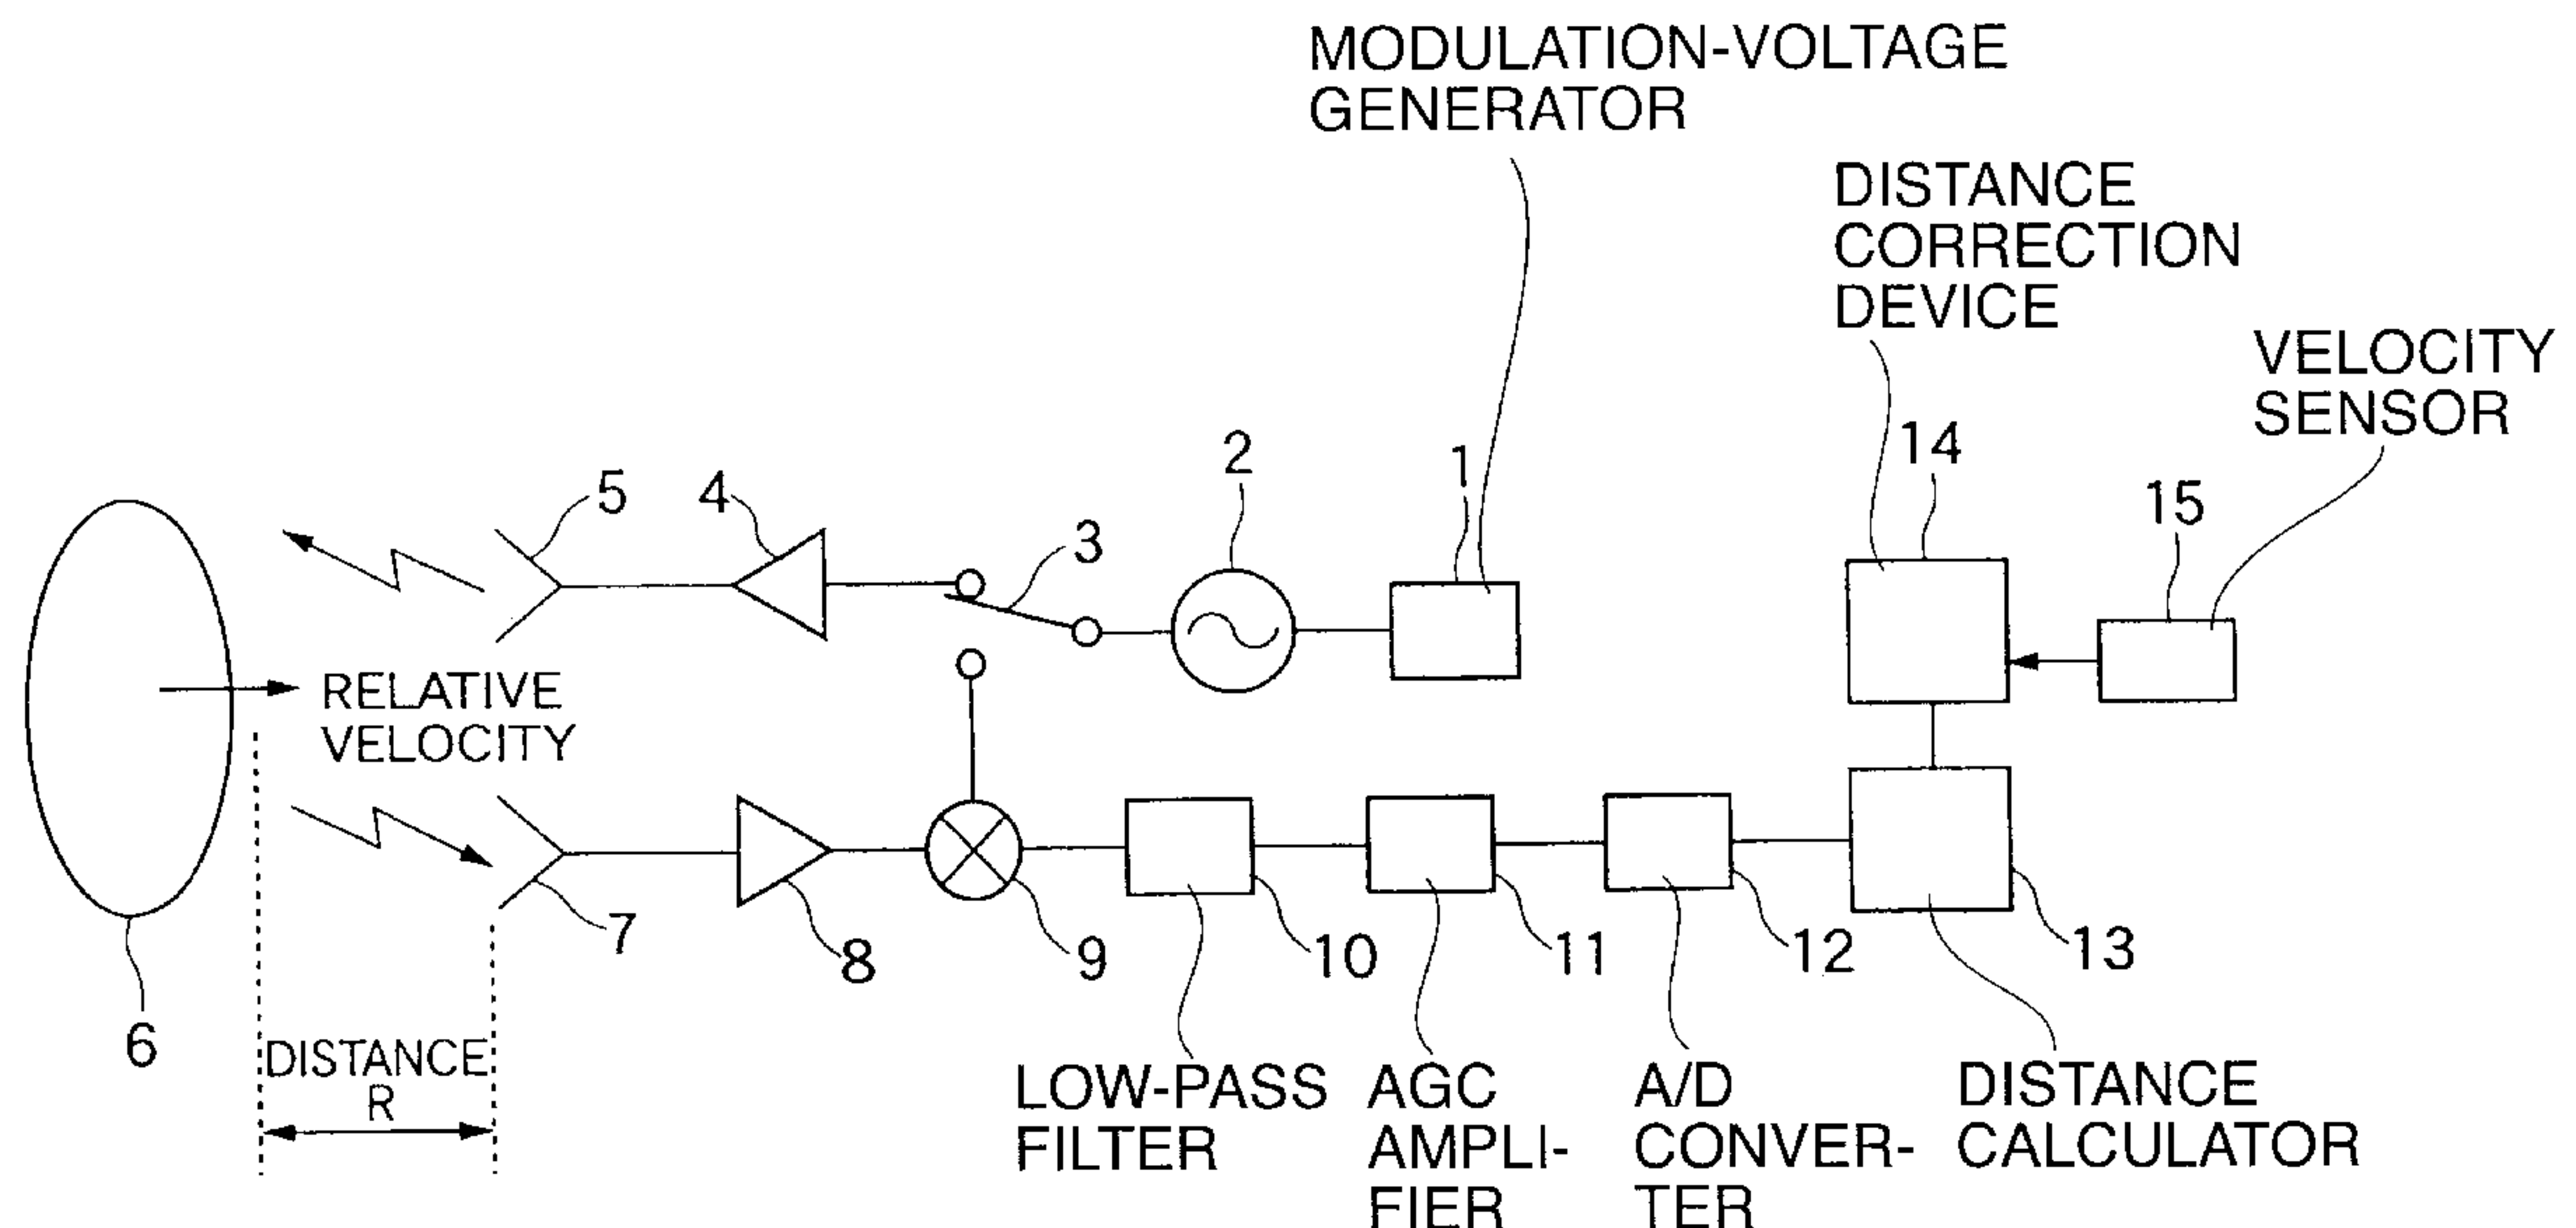 MODULATION-VOLTAGE
GENERATOR
DISTANCE
CORRECTION
DEVICE
VELOCITY
SENSOR
5
4
3
2
1
14
15
RELATIVE
VELOCITY
6
7
8
9
10
11
12
13
DISTANCE
R
LOW-PASS
FILTER
AGC
AMPLI-
FIER
A/D
CONVER-
TER
DISTANCE
CALCULATOR